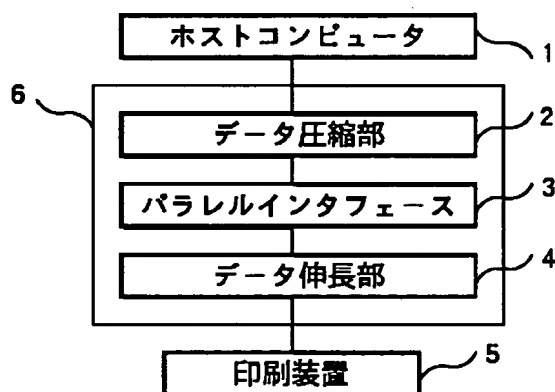 ホストコンピュータ
1
6
データ圧縮部
2
パラレルインタフェース
3
データ伸長部
4
印刷装置
5